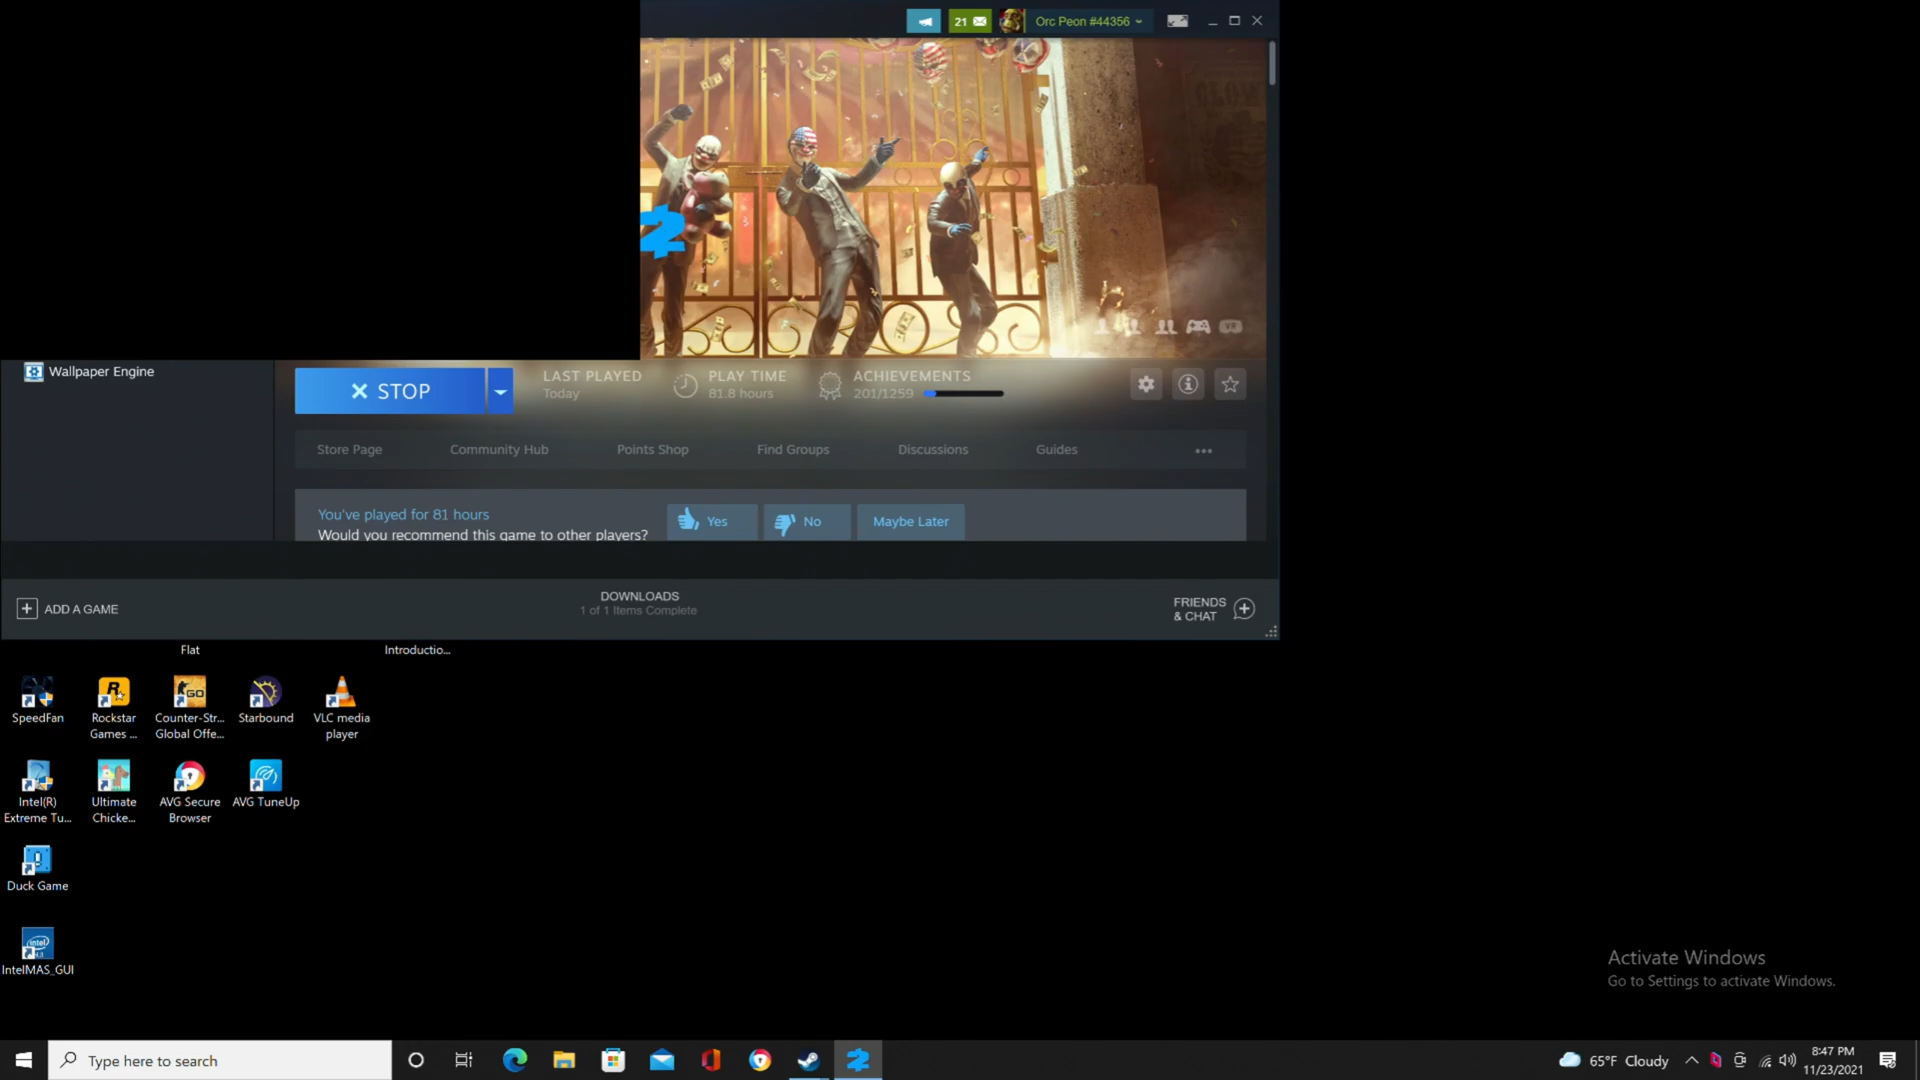 21
Orc Peon #44356
2
VR
Wallpaper Engine
STOP
LAST PLAYED
Today
PLAY TIME
81.8 hours
ACHIEVEMENTS
201/1259
Store Page
Community Hub
Points Shop
Find Groups
Discussions
Guides
You've played for 81 hours
Would you recommend this game to other players?
Yes
No
Maybe Later
ADD A GAME
DOWNLOADS
1 of 1 Items Complete
FRIENDS
& CHAT
Flat
Introductio...
SpeedFan
Rockstar
Games ...
Counter-Str...
Global Offe...
Starbound
VLC media
player
Intel(R)
Extreme Tu...
Ultimate
Chicke...
AVG Secure
Browser
AVG TuneUp
Duck Game
IntelMAS_GUI
Activate Windows
Go to Settings to activate Windows.
Type here to search
65°F Cloudy
8:47 PM
11/23/2021